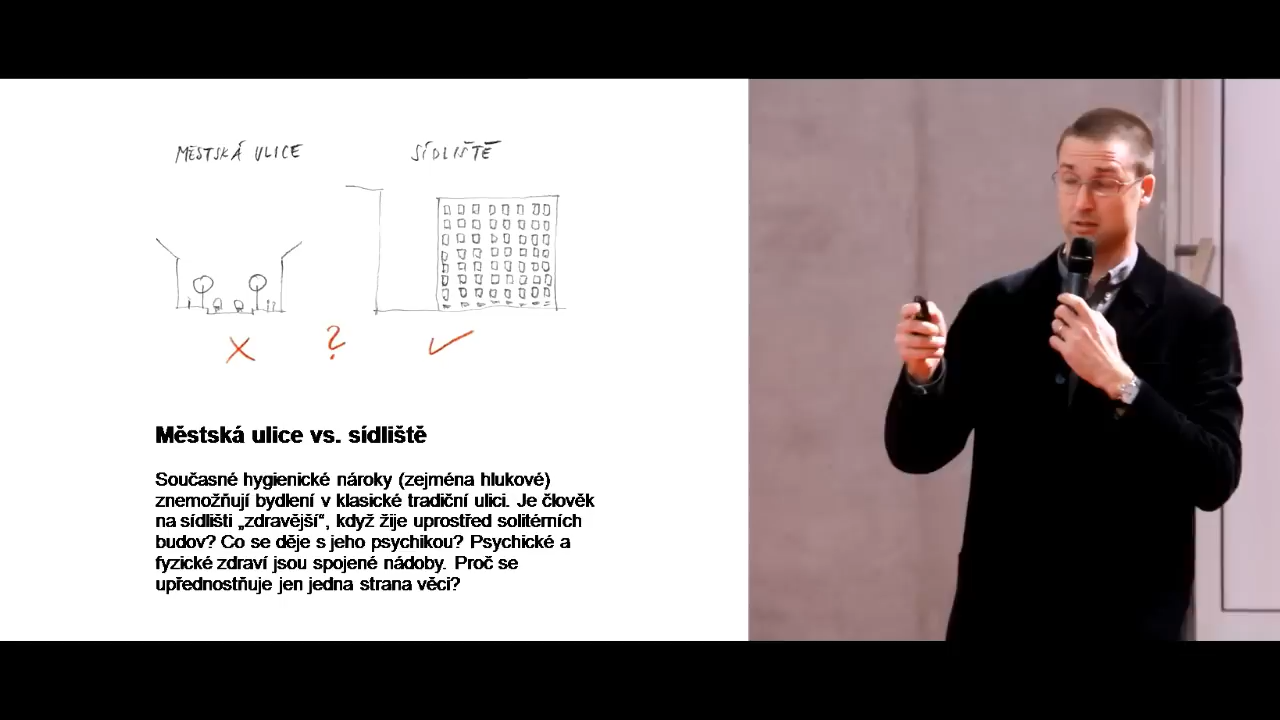 MĚSTSKÁ ULICE SÍDLIŠTĚ
?
Městská ulice vs. sídliště
Současné hygienické nároky (zejména hlukové)
znemožňují bydlení v klasické tradiční ulici. Je člověk
na sídlišti „zdravější“, když žije uprostřed solitérních
budov? Co se děje s jeho psychikou? Psychické a
fyzické zdraví jsou spojené nádoby. Proč se
upřednostňuje jen jedna strana věci?